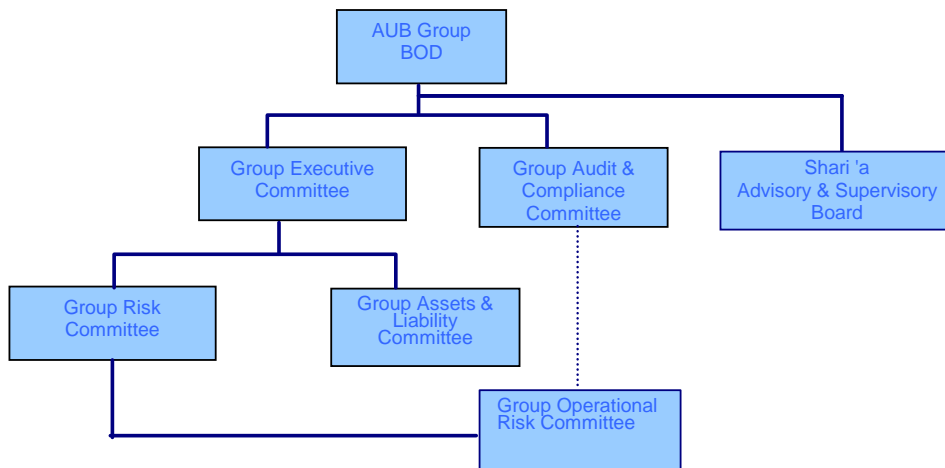 AUB Group
BOD
Group Executive
Committee
Group Audit &
Compliance
Committee
Shari 'a
Advisory & Supervisory
Board
Group Risk
Committee
Group Assets &
Liability
Committee
Group Operational
Risk Committee